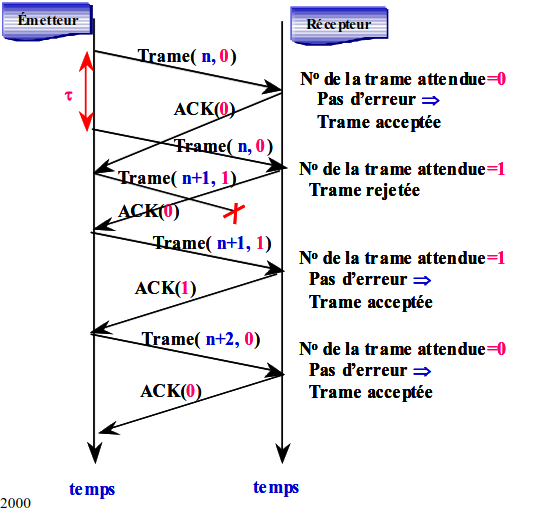 Émetteur
Récepteur
Trame( n, 0)
τ
N° de la trame attendue=0
Pas d'erreur ⇒
Trame acceptée
ACK(0)
Trame( n, 0)
N° de la trame attendue=1
Trame rejetée
Trame( n+1, 1)
ACK(0)
Trame( n+1, 1)
N° de la trame attendue=1
Pas d'erreur ⇒
Trame acceptée
ACK(1)
Trame( n+2, 0)
N° de la trame attendue=0
Pas d'erreur ⇒
Trame acceptée
ACK(0)
temps
temps
2000